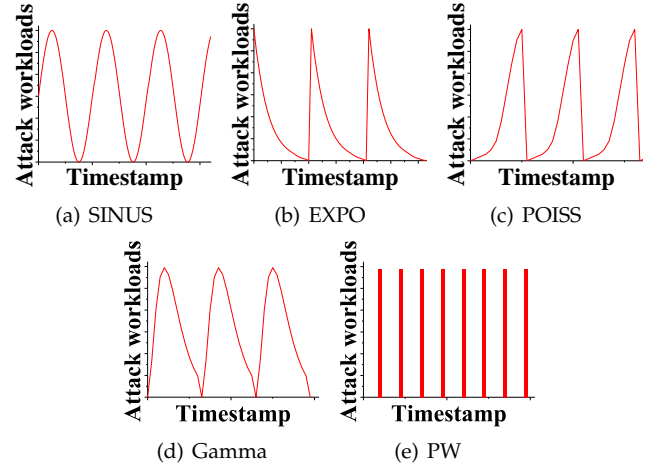 Attack workloads
Timestamp
(a) SINUS
Attack workloads
Timestamp
(b) EXPO
Attack workloads
Timestamp
(c) POISS
Attack workloads
Timestamp
(d) Gamma
Attack workloads
Timestamp
(e) PW